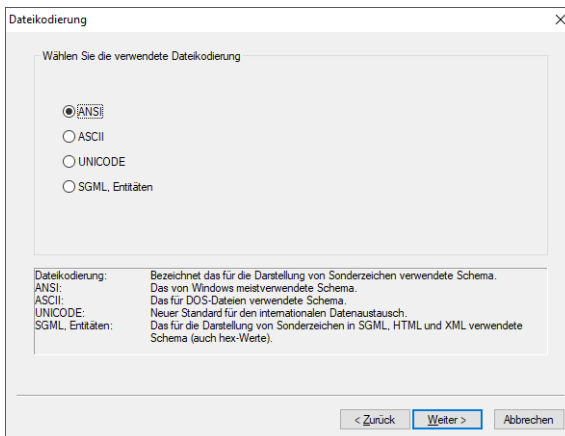 Dateikodierung
Wählen Sie die verwendete Dateikodierung
ANSI
ASCII
UNICODE
SGML, Entitäten
Dateikodierung: Bezeichnet das für die Darstellung von Sonderzeichen verwendete Schema.
ANSI: Das von Windows meistverwendete Schema.
ASCII: Das für DOS-Dateien verwendete Schema.
UNICODE: Neuer Standard für den internationalen Datenaustausch.
SGML, Entitäten: Das für die Darstellung von Sonderzeichen in SGML, HTML und XML verwendete
Schema (auch hex-Werte).
< Zurück Weiter > Abbrechen